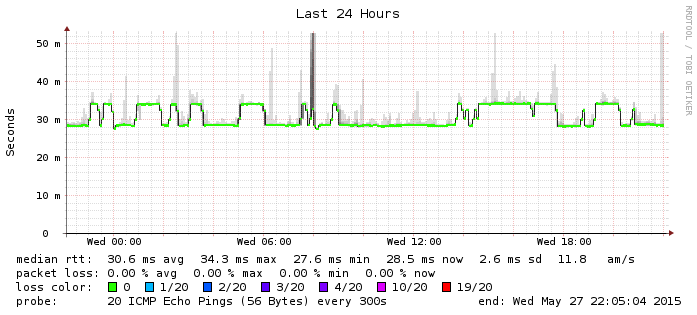 Last 24 Hours
RRDTOOL / TOBI OETIKER
Seconds
50 m
40 m
30 m
20 m
10 m
0
Wed 00:00 Wed 06:00 Wed 12:00 Wed 18:00
median rtt: 30.6 ms avg 34.3 ms max 27.6 ms min 28.5 ms now 2.6 ms sd 11.8 am/s
packet loss: 0.00 % avg 0.00 % max 0.00 % min 0.00 % now
loss color: 0 1/20 2/20 3/20 4/20 10/20 19/20
probe: 20 ICMP Echo Pings (56 Bytes) every 300s end: Wed May 27 22:05:04 2015